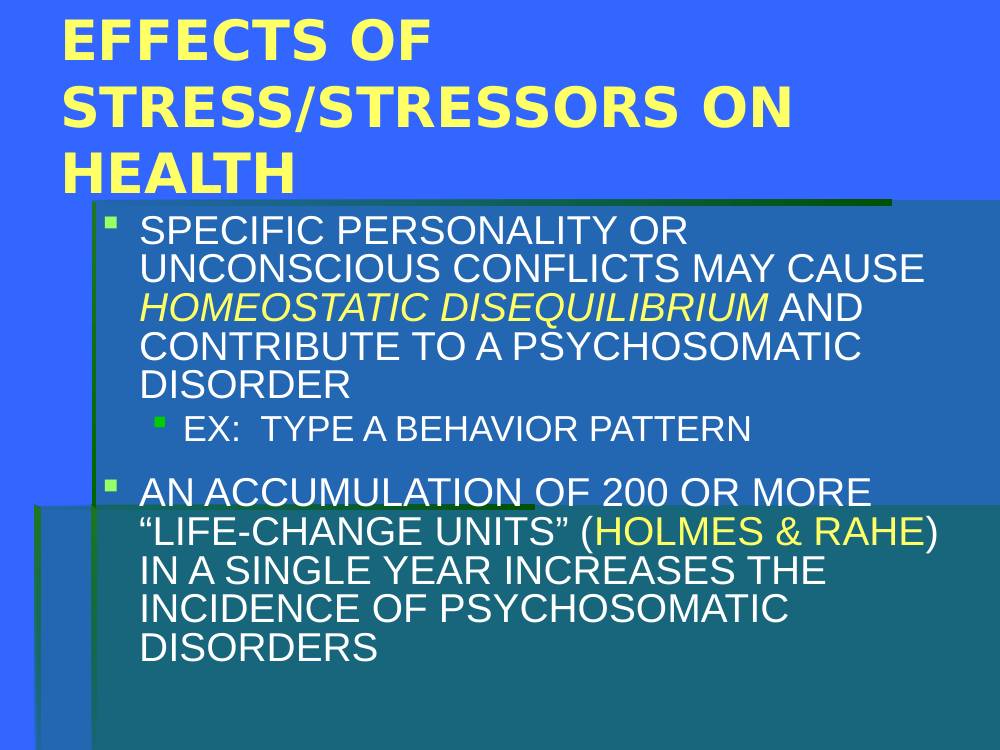 EFFECTS OF
STRESS/STRESSORS ON
HEALTH
SPECIFIC PERSONALITY OR
UNCONSCIOUS CONFLICTS MAY CAUSE
HOMEOSTATIC DISEQUILIBRIUM AND
CONTRIBUTE TO A PSYCHOSOMATIC
DISORDER
EX:  TYPE A BEHAVIOR PATTERN
AN ACCUMULATION OF 200 OR MORE
“LIFE-CHANGE UNITS” (HOLMES & RAHE)
IN A SINGLE YEAR INCREASES THE
INCIDENCE OF PSYCHOSOMATIC
DISORDERS